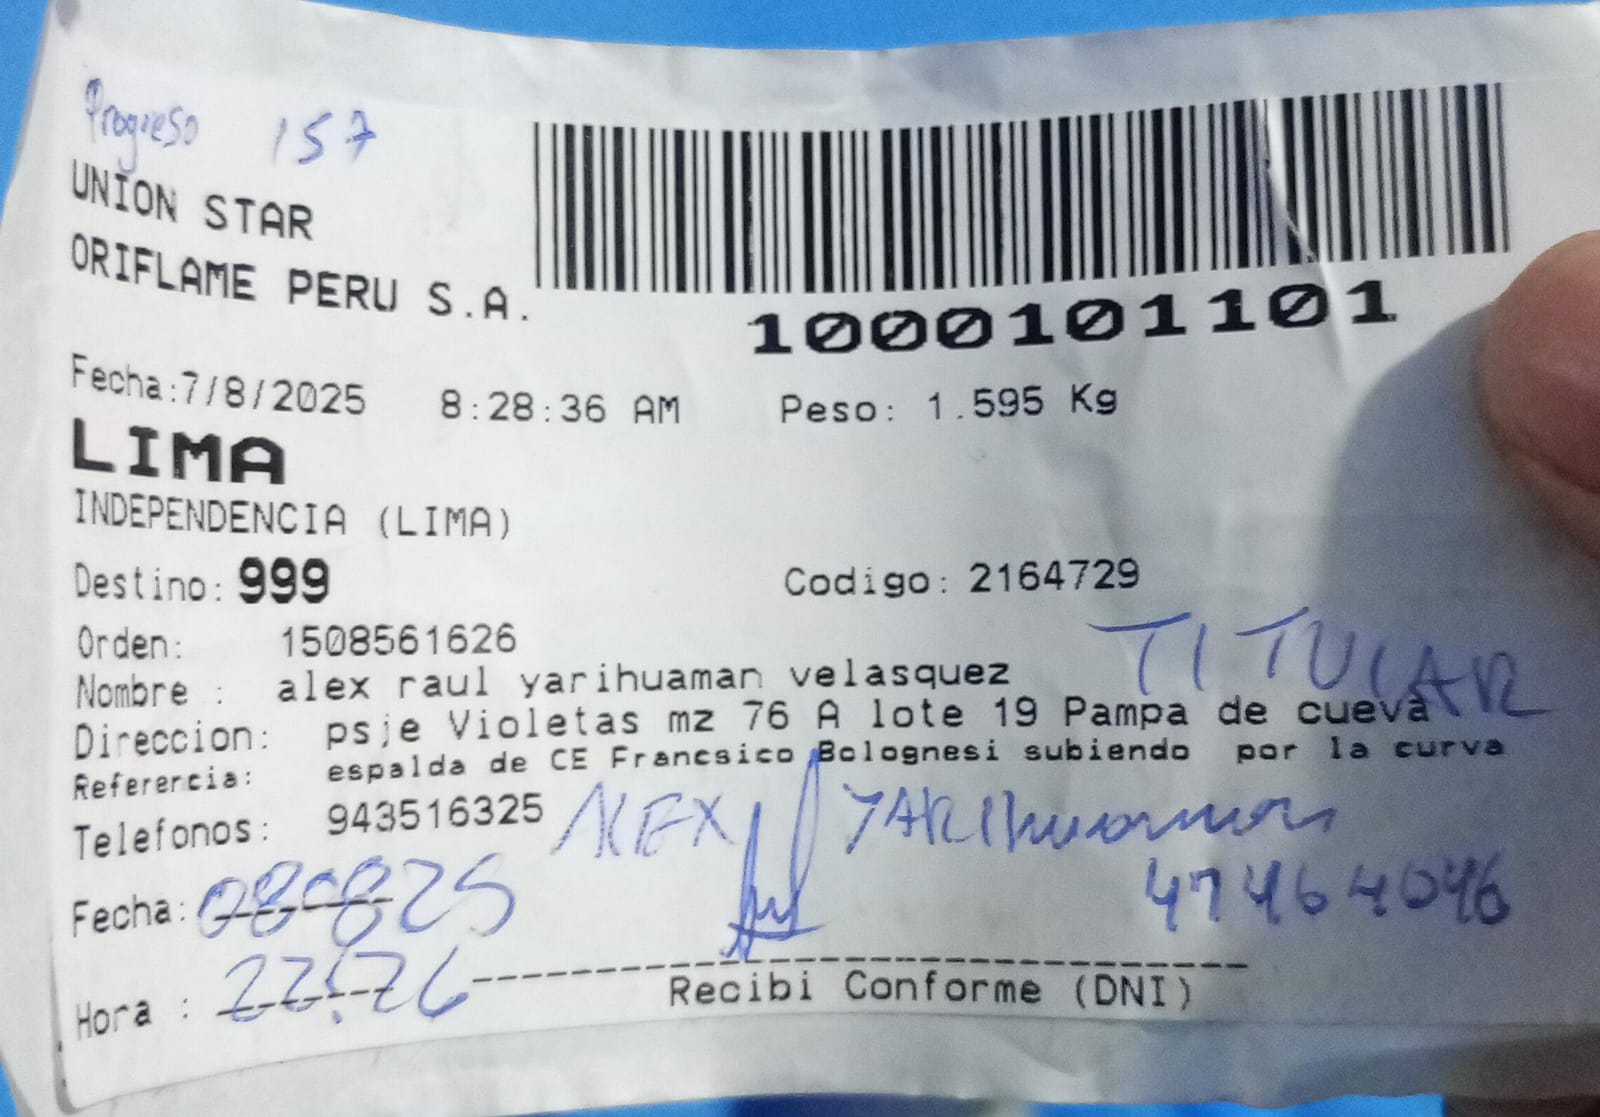 Progreso 157
UNION STAR
ORIFLAME PERU S.A.
1000101101
Fecha:7/8/2025 8:28:36 AM Peso: 1.595 Kg
LIMA
INDEPENDENCIA (LIMA)
Destino: 999 Codigo: 2164729
Orden: 1508561626
TITULAR
Nombre : alex raul yarihuaman velasquez
Direccion: psje Violetas mz 76 A lote 19 Pampa de cueva
Referencia: espalda de CE Francsico Bolognesi subiendo por la curva
Telefonos: 943516325 ALEX YARIhuaman
Fecha: 080825 47464046
Hora : 22:26
Recibi Conforme (DNI)